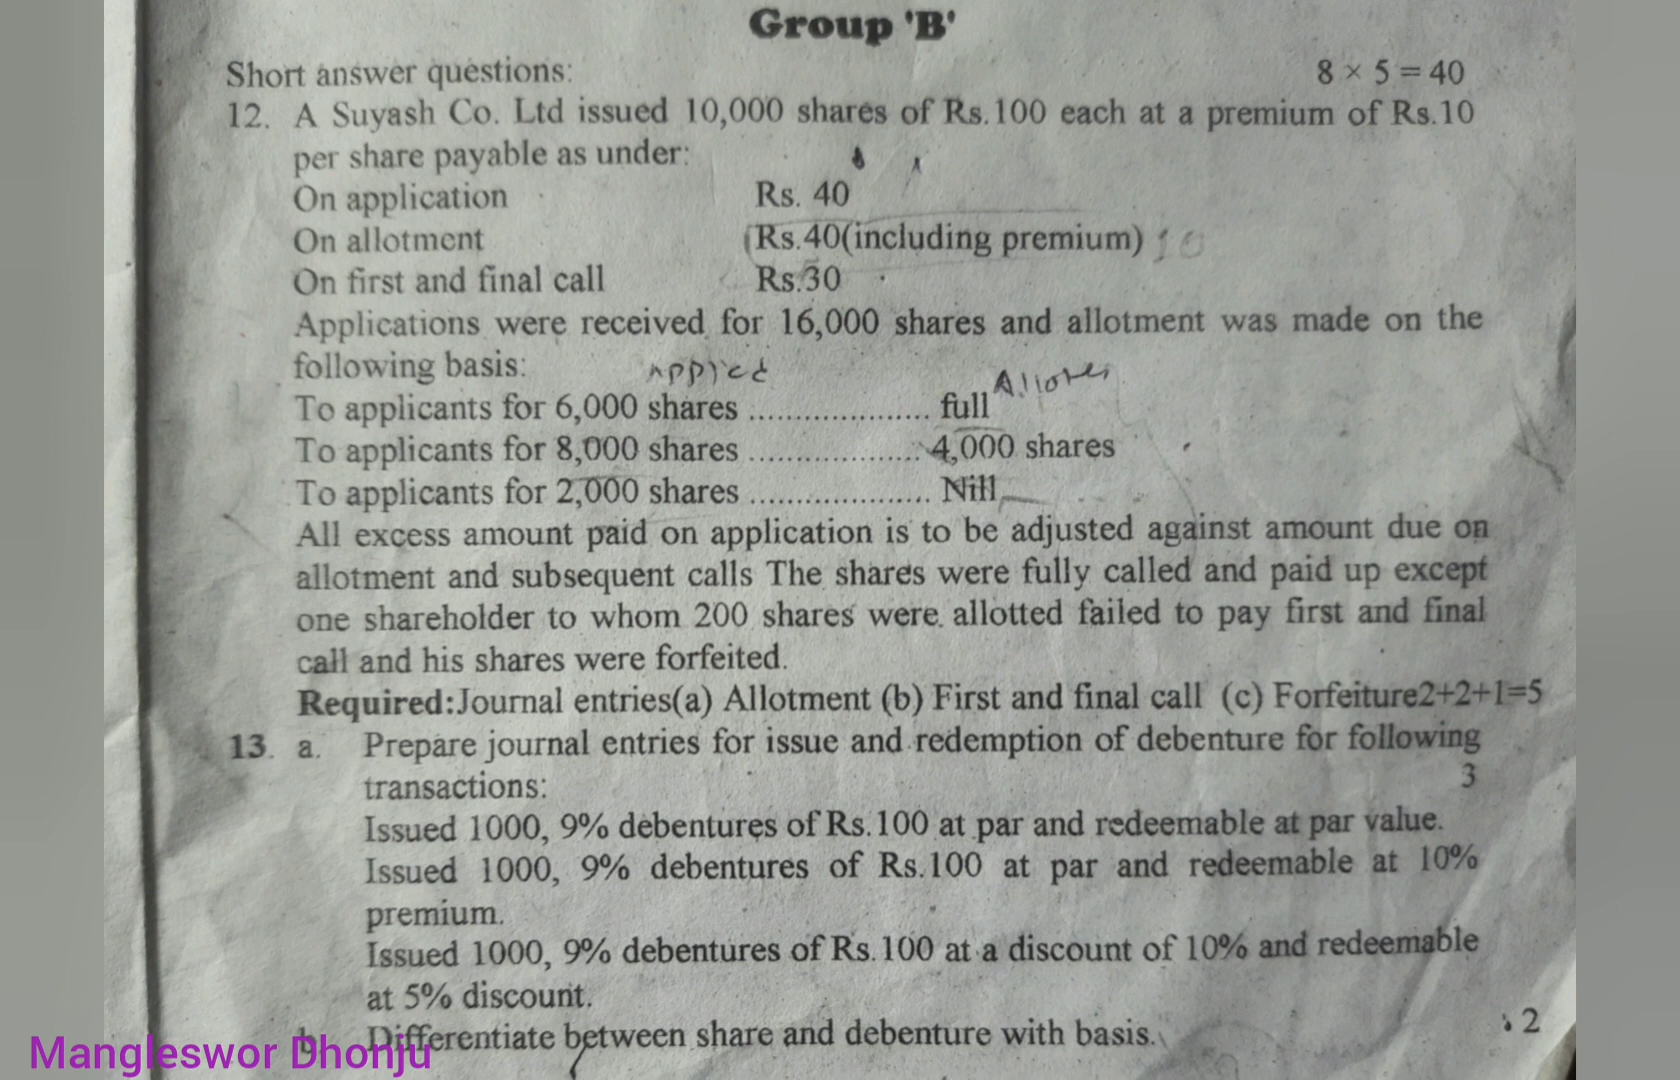 Group 'B'
Short answer questions: 8 × 5 = 40
12. A Suyash Co. Ltd issued 10,000 shares of Rs.100 each at a premium of Rs.10
per share payable as under:
On application Rs. 40
On allotment Rs.40(including premium) 10
On first and final call Rs.30
Applications were received for 16,000 shares and allotment was made on the
following basis:
To applicants for 6,000 shares .................... full
To applicants for 8,000 shares ................... 4,000 shares
To applicants for 2,000 shares .................... Nill
All excess amount paid on application is to be adjusted against amount due on
allotment and subsequent calls The shares were fully called and paid up except
one shareholder to whom 200 shares were allotted failed to pay first and final
call and his shares were forfeited.
Required:Journal entries(a) Allotment (b) First and final call (c) Forfeiture2+2+1=5
13. a. Prepare journal entries for issue and redemption of debenture for following
transactions: 3
Issued 1000, 9% debentures of Rs.100 at par and redeemable at par value.
Issued 1000, 9% debentures of Rs.100 at par and redeemable at 10%
premium.
Issued 1000, 9% debentures of Rs.100 at a discount of 10% and redeemable
at 5% discount.
b. Differentiate between share and debenture with basis. 2
Mangleswor Dhonju